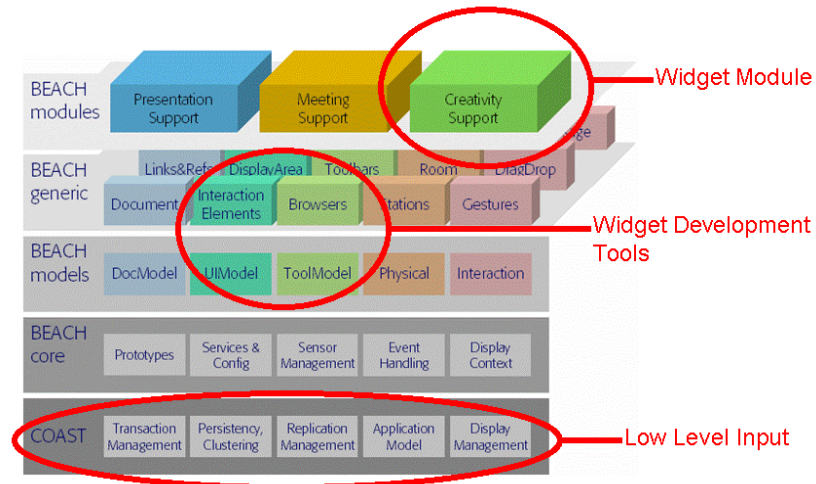 BEACH
modules
Presentation
Support
Meeting
Support
Creativity
Support
Widget Module
BEACH
generic
Links&Refs
DisplayArea
Toolbars
Room
DragDrop
Document
Interaction
Elements
Browsers
Stations
Gestures
Widget Development
Tools
BEACH
models
DocModel
UIModel
ToolModel
Physical
Interaction
BEACH
core
Prototypes
Services &
Config
Sensor
Management
Event
Handling
Display
Context
COAST
Transaction
Management
Persistency,
Clustering
Replication
Management
Application
Model
Display
Management
Low Level Input